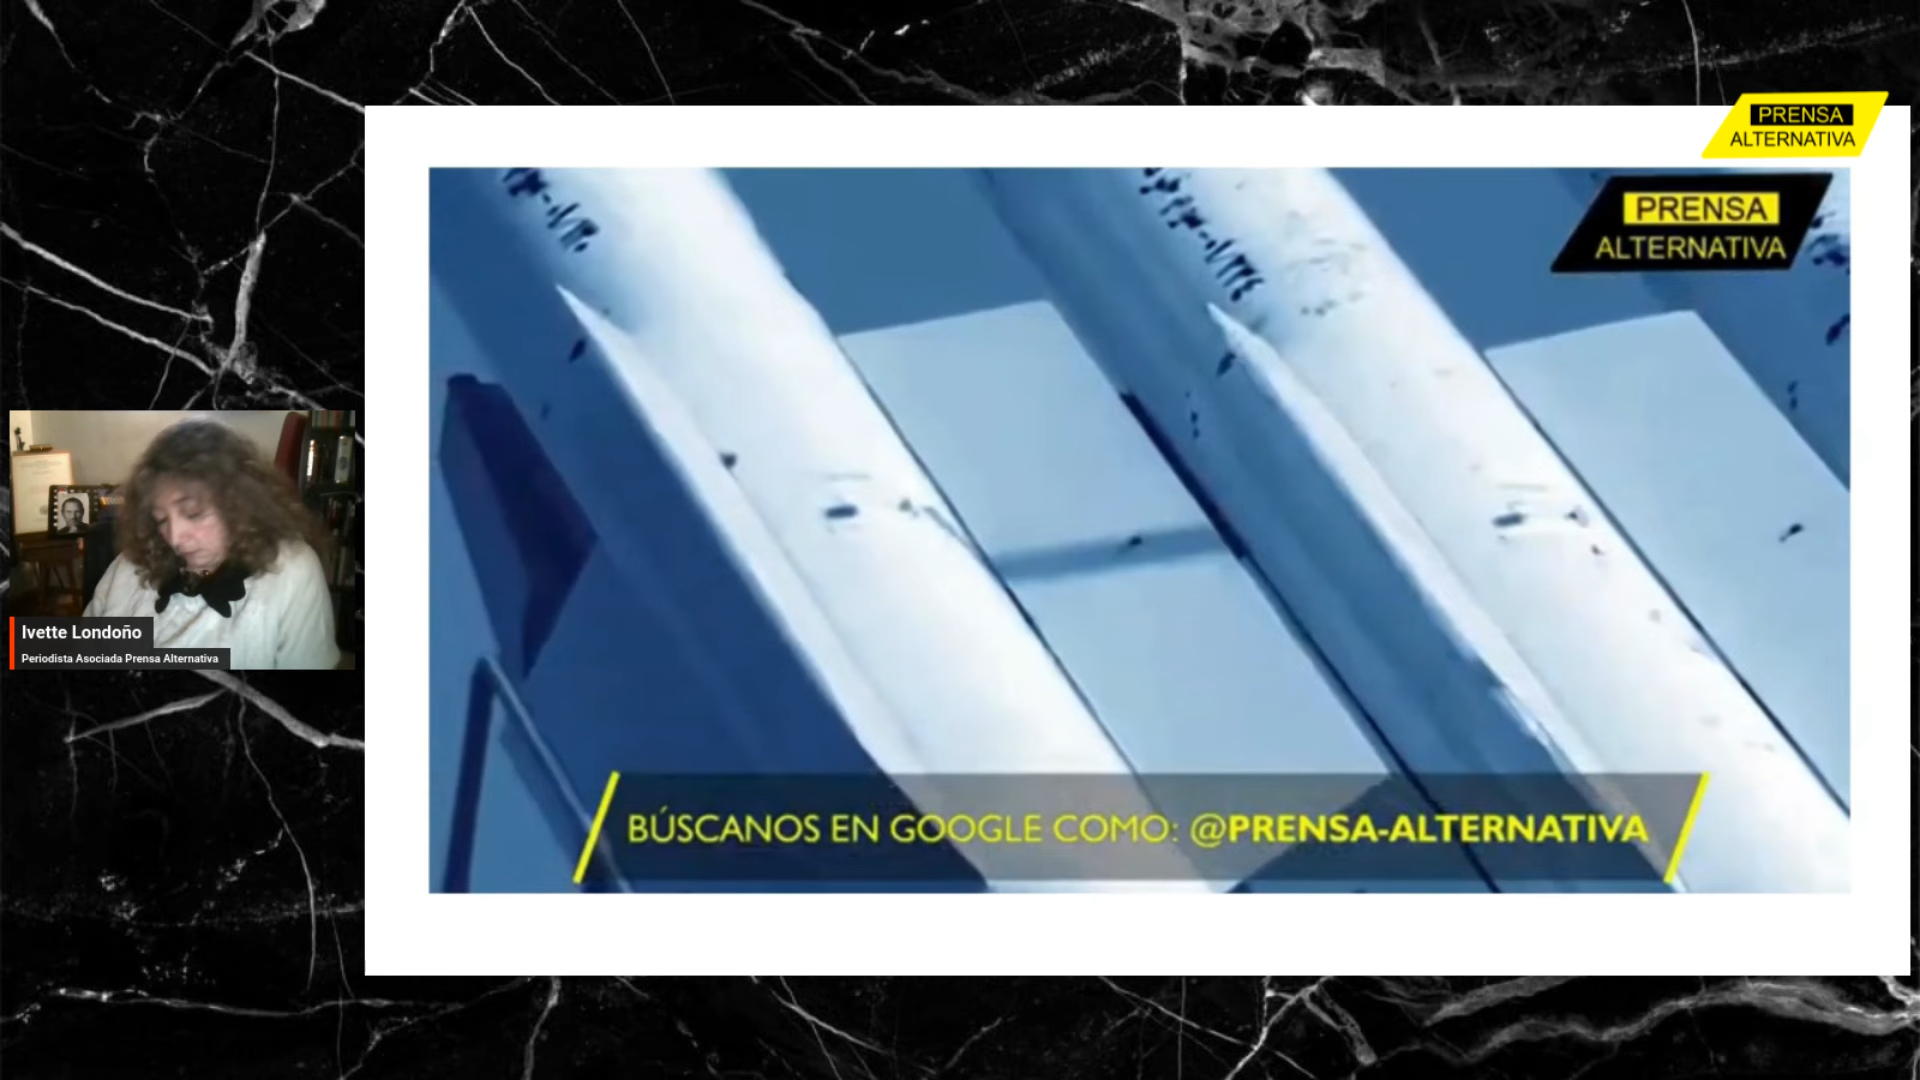 PRENSA
ALTERNATIVA
PRENSA
ALTERNATIVA
Ivette Londoño
Periodista Asociada Prensa Alternativa
BÚSCANOS EN GOOGLE COMO: @PRENSA-ALTERNATIVA